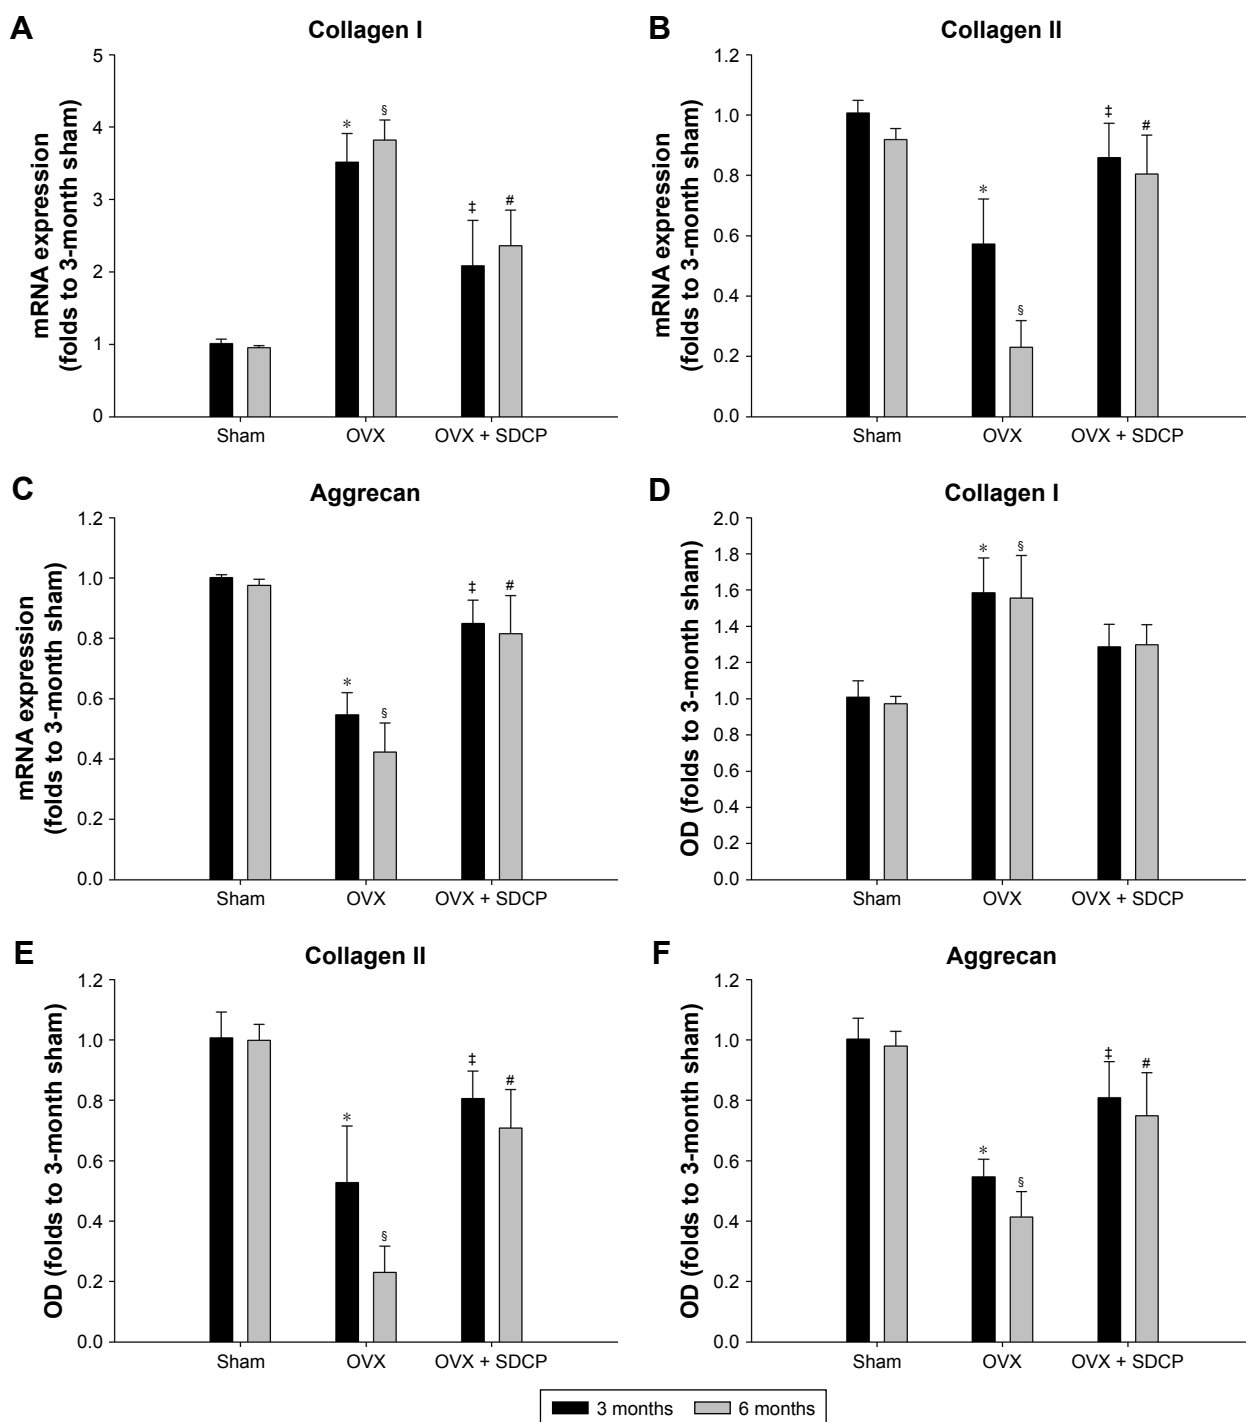 A
Collagen I
mRNA expression
(folds to 3-month sham)
5
4
3
2
1
0
*
§
‡
#
Sham
OVX
OVX + SDCP
B
Collagen II
mRNA expression
(folds to 3-month sham)
1.2
1.0
0.8
0.6
0.4
0.2
0.0
*
§
‡
#
Sham
OVX
OVX + SDCP
C
Aggrecan
mRNA expression
(folds to 3-month sham)
1.2
1.0
0.8
0.6
0.4
0.2
0.0
*
§
‡
#
Sham
OVX
OVX + SDCP
D
Collagen I
OD (folds to 3-month sham)
2.0
1.8
1.6
1.4
1.2
1.0
0.8
0.6
0.4
0.2
0.0
*
§
Sham
OVX
OVX + SDCP
E
Collagen II
OD (folds to 3-month sham)
1.2
1.0
0.8
0.6
0.4
0.2
0.0
*
§
‡
#
Sham
OVX
OVX + SDCP
F
Aggrecan
OD (folds to 3-month sham)
1.2
1.0
0.8
0.6
0.4
0.2
0.0
*
§
‡
#
Sham
OVX
OVX + SDCP
3 months
6 months